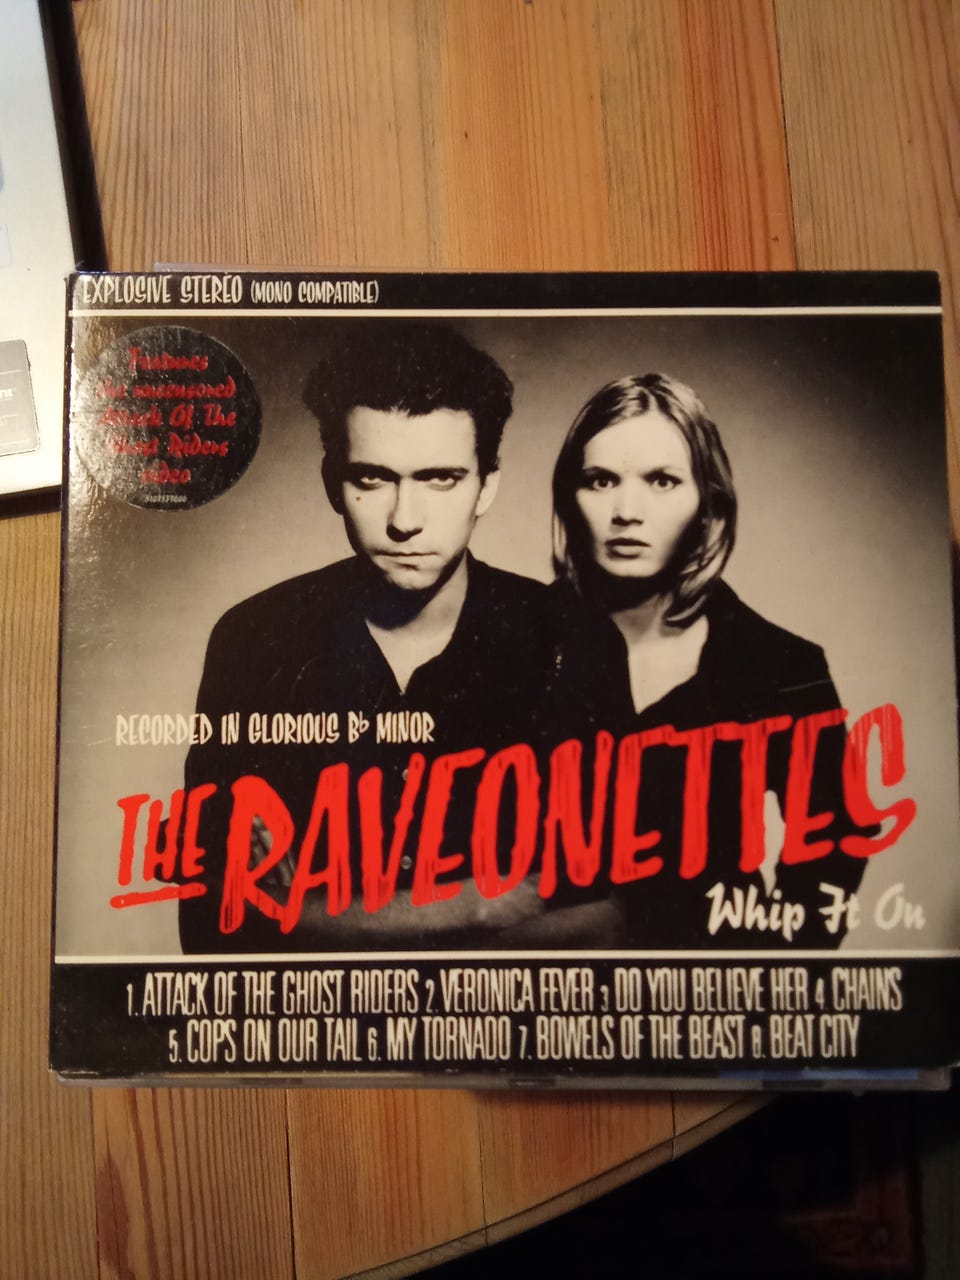 EXPLOSIVE STEREO (MONO COMPATIBLE)
Features
the uncensored
Attack Of The
Ghost Riders
video
RECORDED IN GLORIOUS B♭ MINOR
THE RAVEONETTES
Whip It On
1. ATTACK OF THE GHOST RIDERS 2. VERONICA FEVER 3. DO YOU BELIEVE HER 4. CHAINS
5. COPS ON OUR TAIL 6. MY TORNADO 7. BOWELS OF THE BEAST 8. BEAT CITY